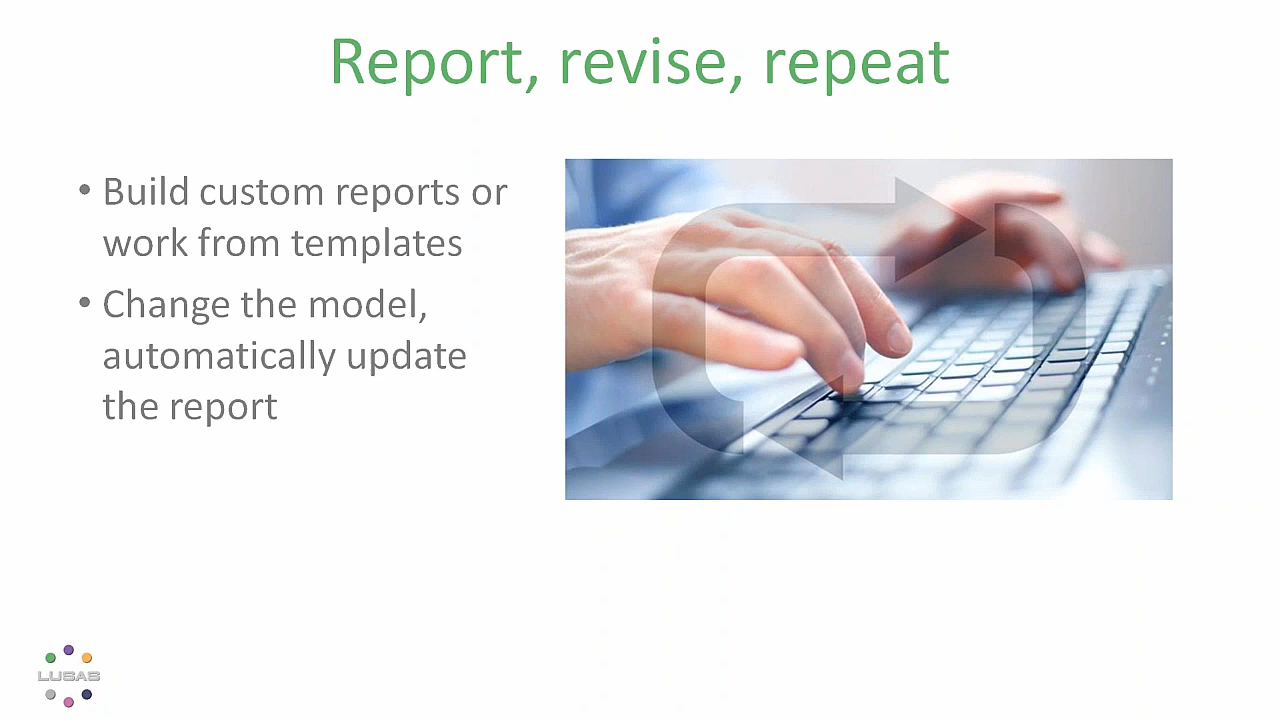 Report, revise, repeat
• Build custom reports or
work from templates
• Change the model,
automatically update
the report
LUSAS